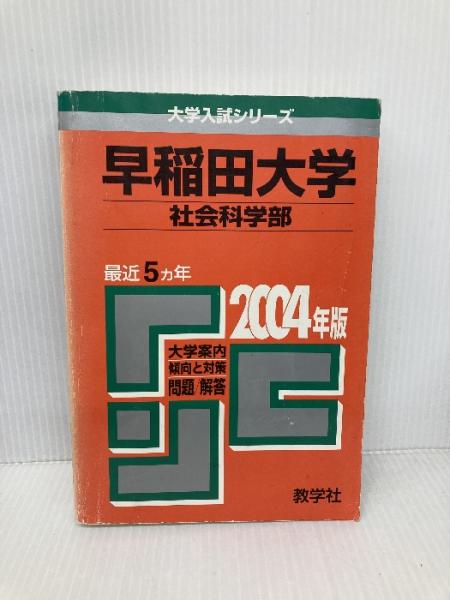 大学入試シリーズ
早稲田大学
社会科学部
最近5ヵ年
2004年版
大学案内
傾向と対策
問題/解答
教学社